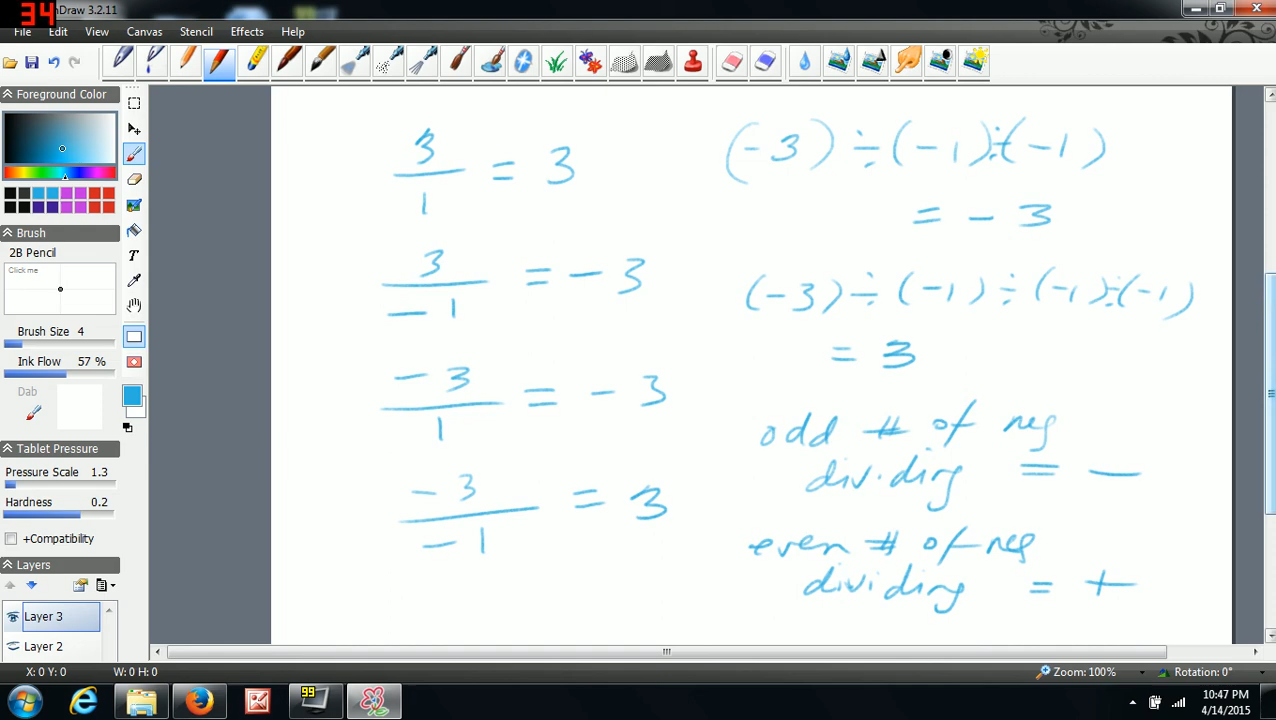 34
nDraw 3.2.11
File Edit View Canvas Stencil Effects Help
Foreground Color
Brush
2B Pencil
Click me
Brush Size 4
Ink Flow 57 %
Dab
Tablet Pressure
Pressure Scale 1.3
Hardness 0.2
+Compatibility
Layers
Layer 3
Layer 2
3
1
= 3
3
-1
= -3
-3
1
= -3
-3
-1
= 3
(-3) ÷ (-1) ÷ (-1)
= - 3
(-3) ÷ (-1) ÷ (-1) ÷ (-1)
= 3
odd # of neg
dividing = -
even # of neg
dividing = +
X: 0 Y: 0 W: 0 H: 0 Zoom: 100% Rotation: 0°
99
10:47 PM
4/14/2015